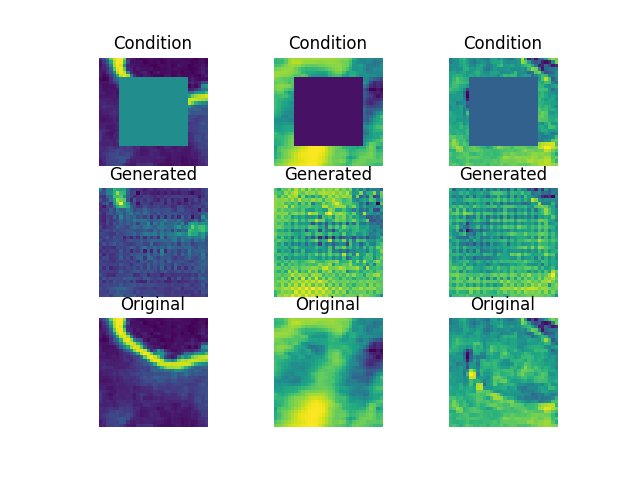 Condition Condition Condition
Generated Generated Generated
Original Original Original